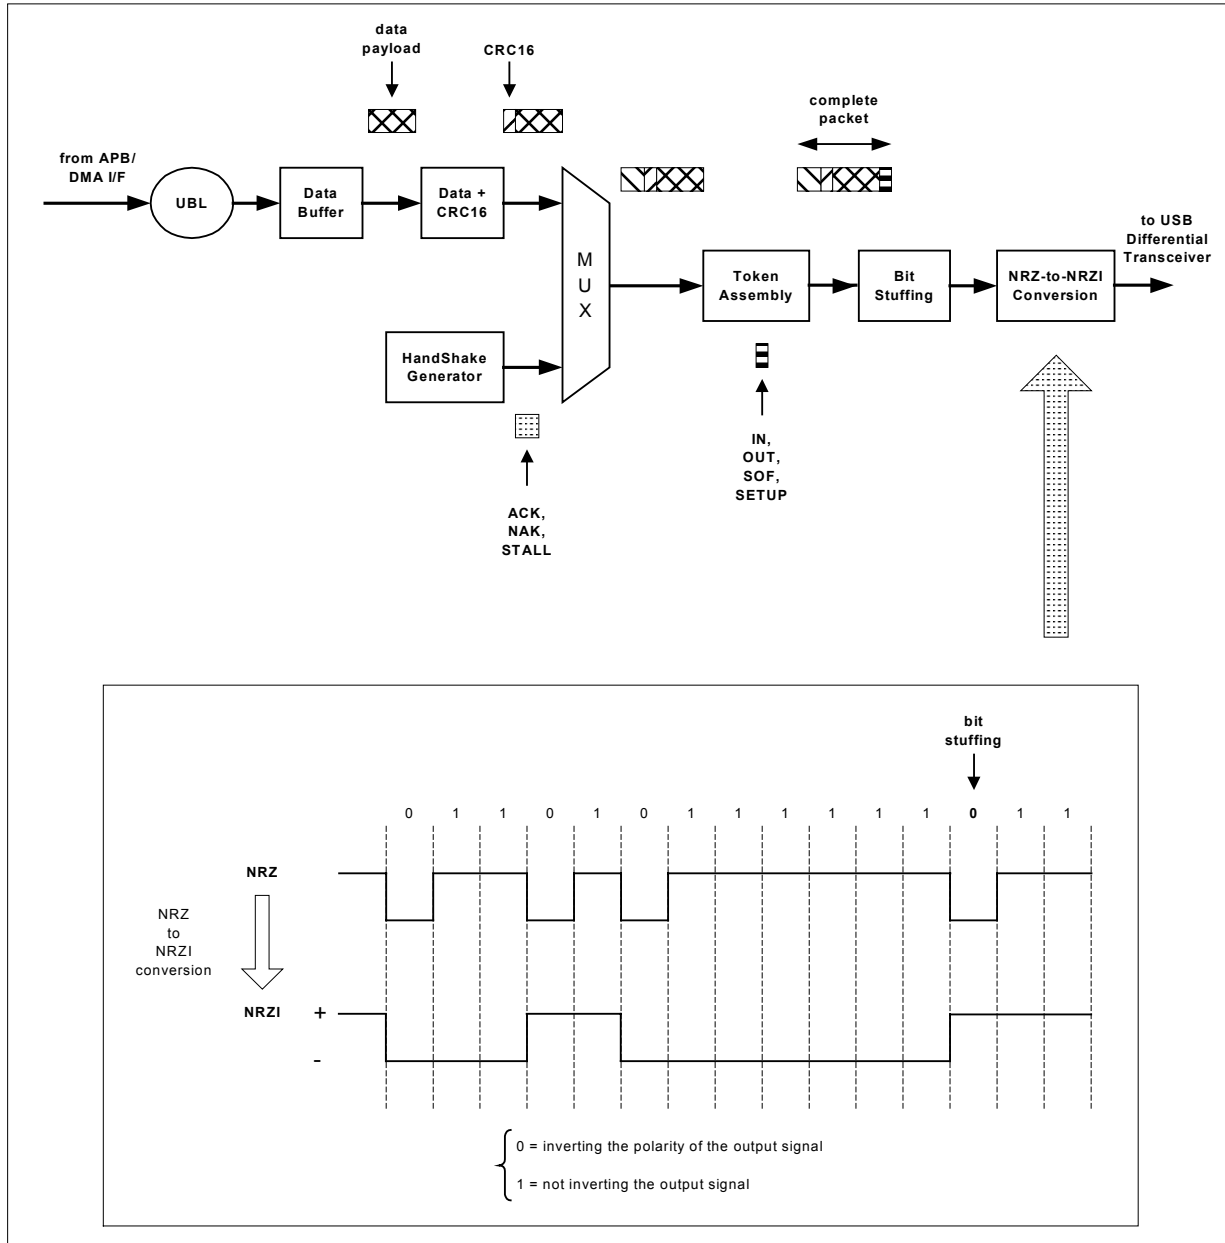 data
payload
CRC16
complete
packet
from APB/
DMA I/F
UBL
Data
Buffer
Data +
CRC16
M
U
X
Token
Assembly
Bit
Stuffing
NRZ-to-NRZI
Conversion
to USB
Differential
Transceiver
HandShake
Generator
ACK,
NAK,
STALL
IN,
OUT,
SOF,
SETUP
bit
stuffing
0 1 1 0 1 0 1 1 1 1 1 1 0 1 1
NRZ
NRZ
to
NRZI
conversion
NRZI
+
-
0 = inverting the polarity of the output signal
1 = not inverting the output signal